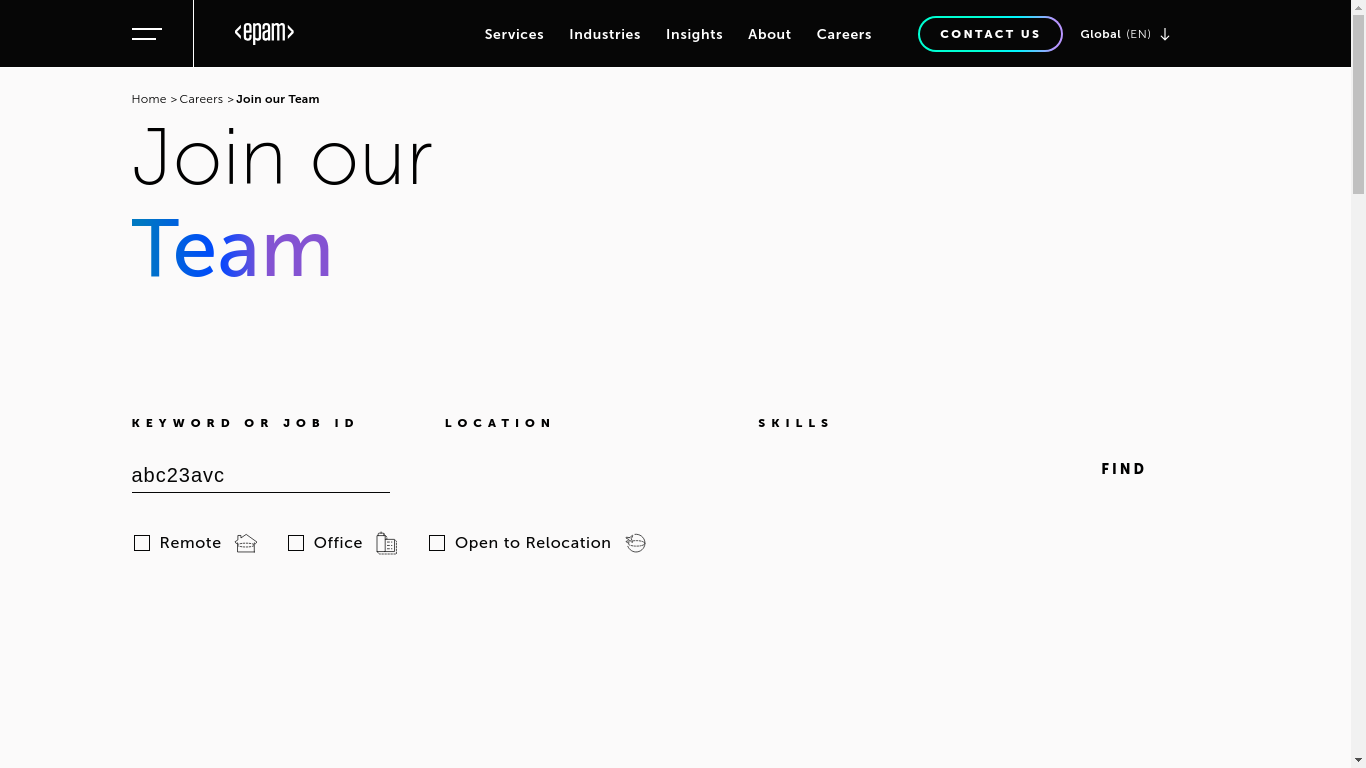 <epam>
Services Industries Insights About Careers CONTACT US Global (EN)
Home > Careers > Join our Team
Join our
Team
KEYWORD OR JOB ID LOCATION SKILLS
abc23avc
FIND
Remote Office Open to Relocation